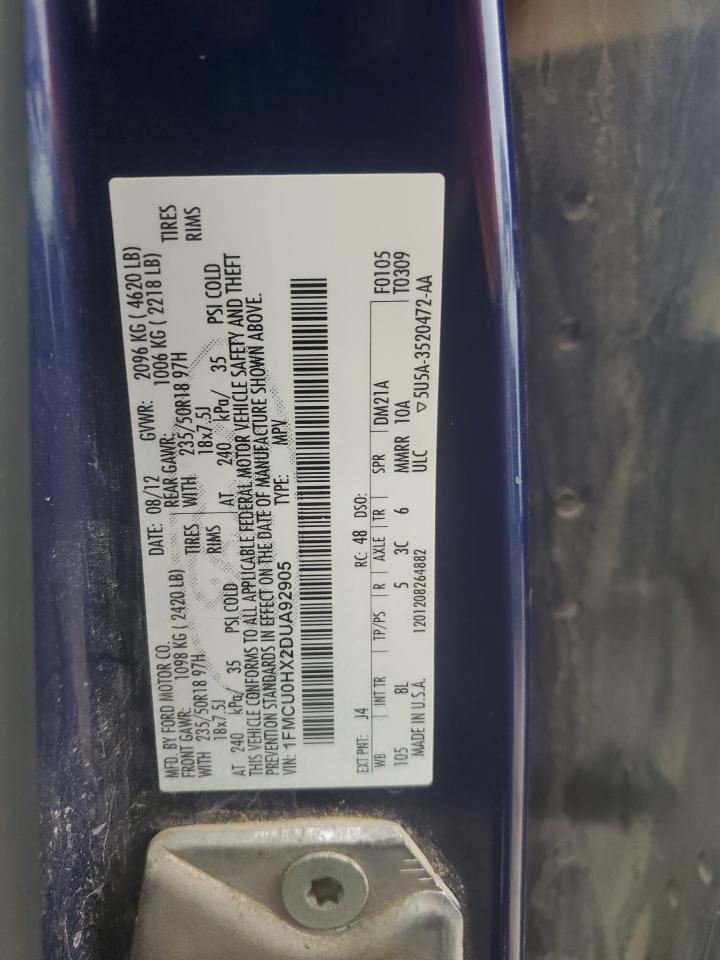 MFD. BY FORD MOTOR CO.
DATE: 08/12 GVWR: 2096 KG ( 4620 LB)
FRONT GAWR: 1098 KG ( 2420 LB) REAR GAWR: 1006 KG ( 2218 LB)
WITH 235/50R18 97H TIRES WITH 235/50R18 97H TIRES
18x7.5J RIMS 18x7.5J RIMS
AT 240 kPa/ 35 PSI COLD AT 240 kPa/ 35 PSI COLD
THIS VEHICLE CONFORMS TO ALL APPLICABLE FEDERAL MOTOR VEHICLE SAFETY AND THEFT
PREVENTION STANDARDS IN EFFECT ON THE DATE OF MANUFACTURE SHOWN ABOVE.
VIN: 1FMCU0HX2DUA92905 TYPE: MPV
F0105
EXT PNT: J4 RC: 48 DSO: T0309
WB INT TR TP/PS R AXLE TR SPR DM21A
105 8L 5 3C 6 MMRR 10A
MADE IN U.S.A. 1201208264882 ULC ▽5U5A-3520472-AA